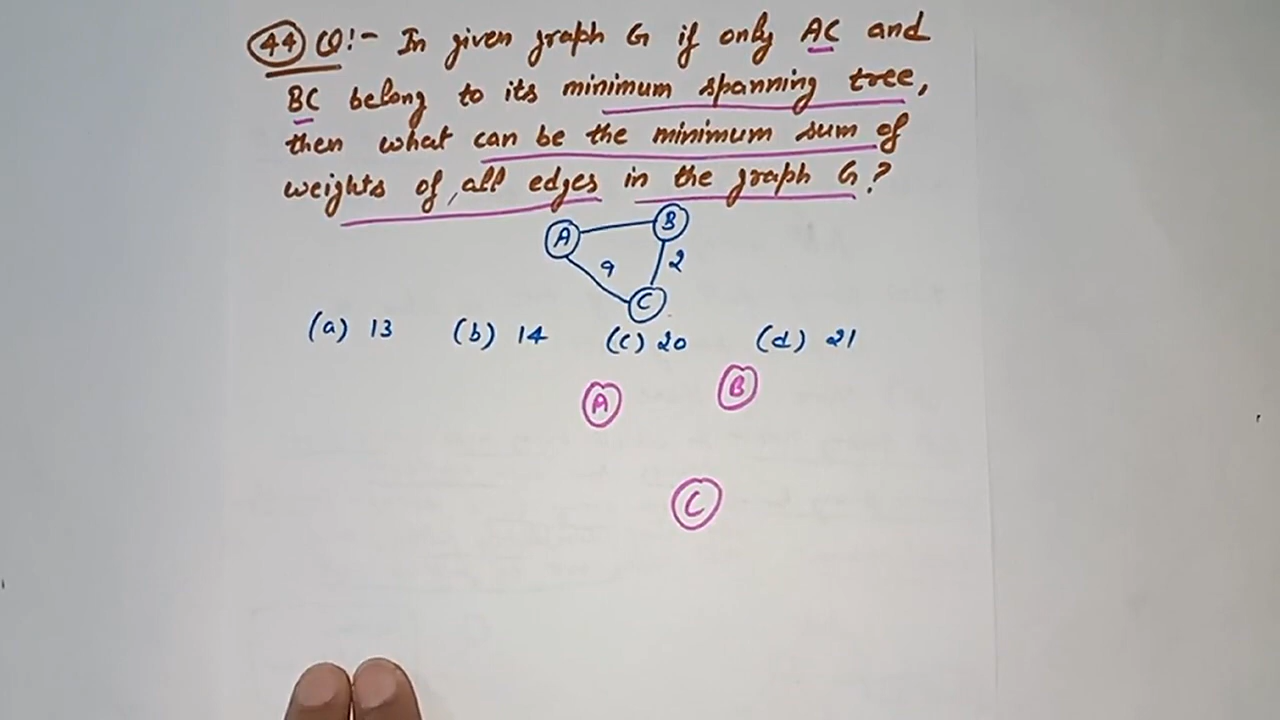 44 Q!- In given graph G if only AC and
BC belong to its minimum spanning tree,
then what can be the minimum sum of
weights of all edges in the graph G?
A B
9 2
C
(a) 13 (b) 14 (c) 20 (d) 21
A B
C